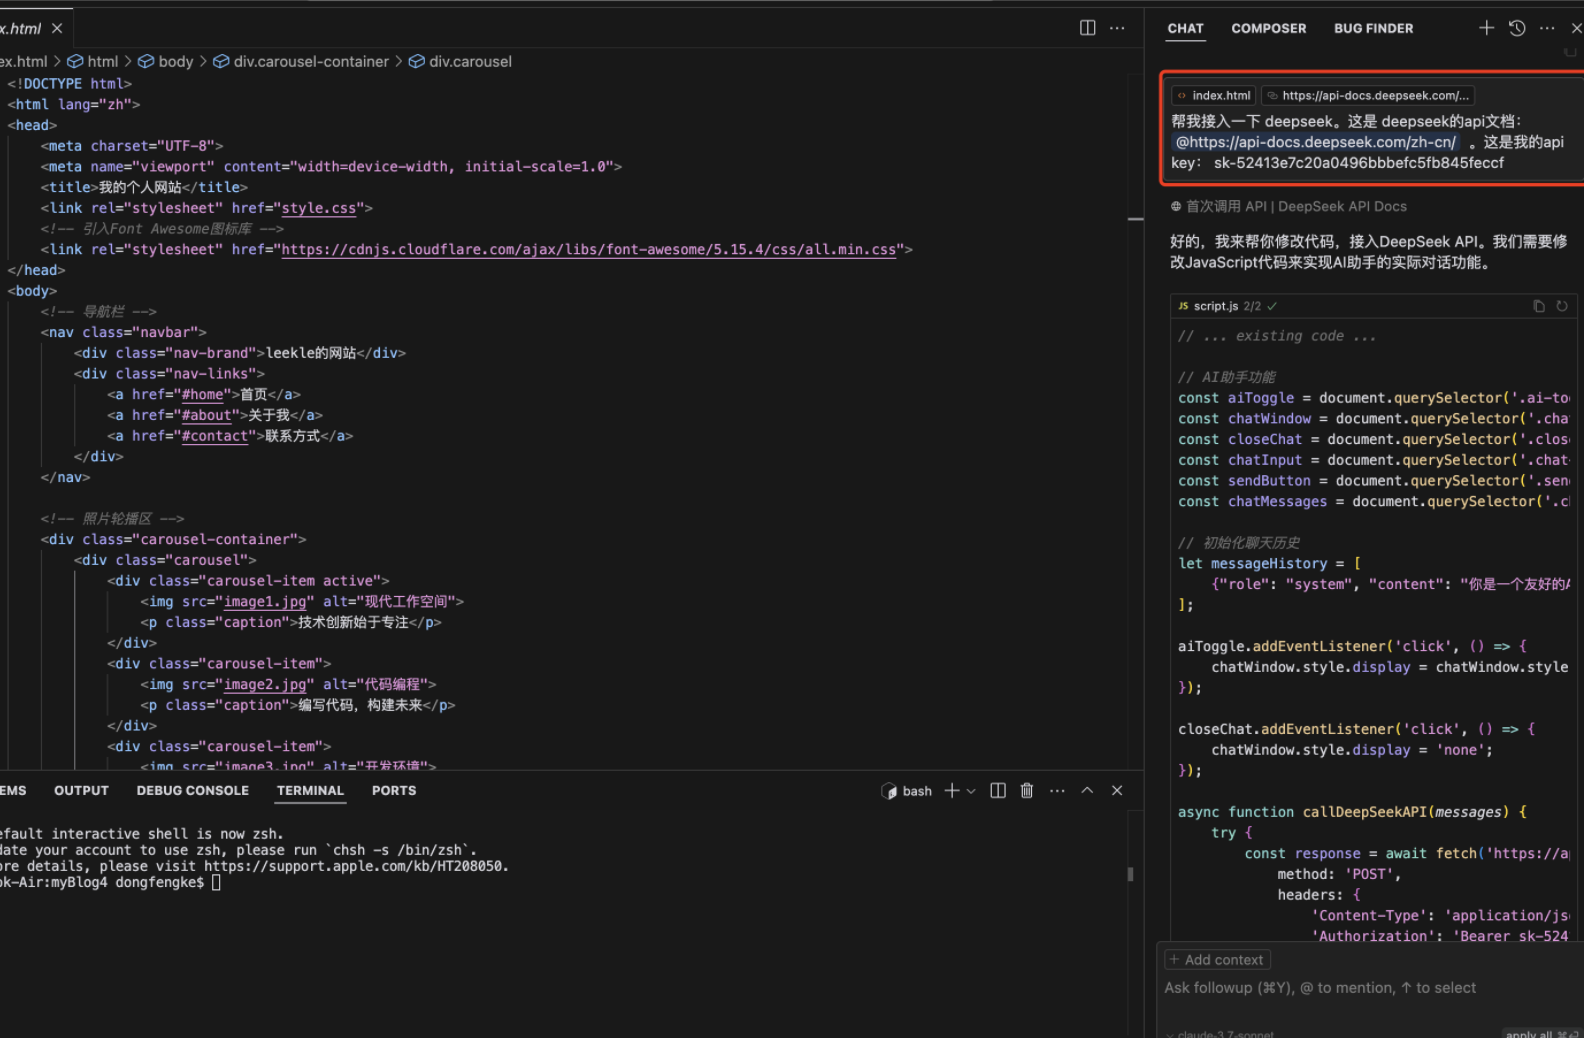 x.html
CHAT COMPOSER BUG FINDER
ex.html > html > body > div.carousel-container > div.carousel
<!DOCTYPE html>
<html lang="zh">
<head>
<meta charset="UTF-8">
<meta name="viewport" content="width=device-width, initial-scale=1.0">
<title>我的个人网站</title>
<link rel="stylesheet" href="style.css">
<!-- 引入Font Awesome图标库 -->
<link rel="stylesheet" href="https://cdnjs.cloudflare.com/ajax/libs/font-awesome/5.15.4/css/all.min.css">
</head>
<body>
<!-- 导航栏 -->
<nav class="navbar">
<div class="nav-brand">leekle的网站</div>
<div class="nav-links">
<a href="#home">首页</a>
<a href="#about">关于我</a>
<a href="#contact">联系方式</a>
</div>
</nav>
<!-- 照片轮播区 -->
<div class="carousel-container">
<div class="carousel">
<div class="carousel-item active">
<img src="image1.jpg" alt="现代工作空间">
<p class="caption">技术创新始于专注</p>
</div>
<div class="carousel-item">
<img src="image2.jpg" alt="代码编程">
<p class="caption">编写代码，构建未来</p>
</div>
<div class="carousel-item">
<img src="image3.jpg" alt="开发环境">
EMS OUTPUT DEBUG CONSOLE TERMINAL PORTS
bash
efault interactive shell is now zsh.
date your account to use zsh, please run `chsh -s /bin/zsh`.
ore details, please visit https://support.apple.com/kb/HT208050.
ok-Air:myBlog4 dongfengke$
index.html https://api-docs.deepseek.com/...
帮我接入一下 deepseek。这是 deepseek的api文档：
@https://api-docs.deepseek.com/zh-cn/ 。这是我的api
key： sk-52413e7c20a0496bbbefc5fb845feccf
首次调用 API | DeepSeek API Docs
好的，我来帮你修改代码，接入DeepSeek API。我们需要修
改JavaScript代码来实现AI助手的实际对话功能。
JS script.js 2/2
// ... existing code ...
// AI助手功能
const aiToggle = document.querySelector('.ai-to
const chatWindow = document.querySelector('.cha
const closeChat = document.querySelector('.clos
const chatInput = document.querySelector('.chat-
const sendButton = document.querySelector('.sen
const chatMessages = document.querySelector('.c
// 初始化聊天历史
let messageHistory = [
{"role": "system", "content": "你是一个友好的A
];
aiToggle.addEventListener('click', () => {
chatWindow.style.display = chatWindow.style
});
closeChat.addEventListener('click', () => {
chatWindow.style.display = 'none';
});
async function callDeepSeekAPI(messages) {
try {
const response = await fetch('https://a
method: 'POST',
headers: {
'Content-Type': 'application/js
'Authorization': 'Bearer sk-524
+ Add context
Ask followup (⌘Y), @ to mention, ↑ to select
claude-3.7-sonnet
apply all